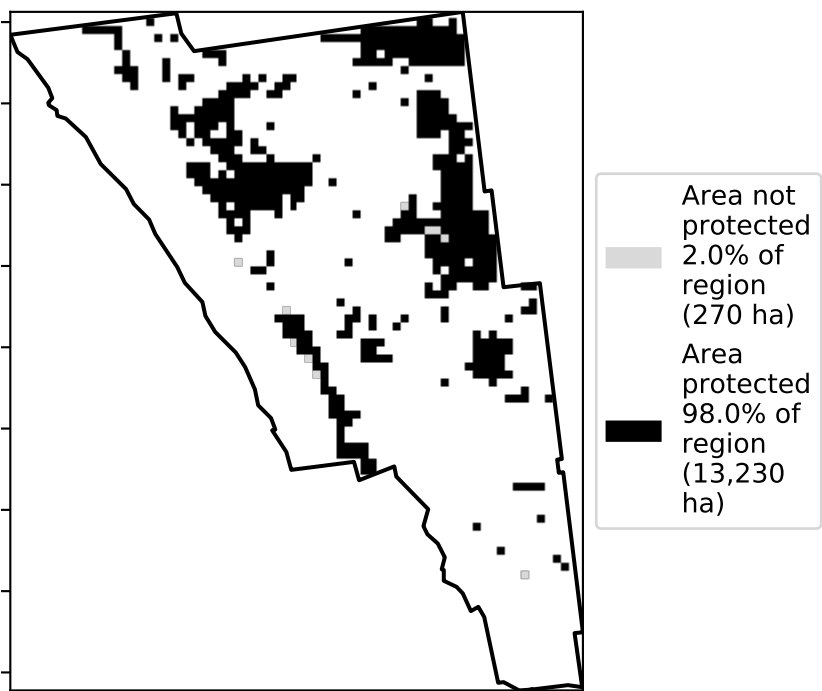 Area not
protected
2.0% of
region
(270 ha)
Area
protected
98.0% of
region
(13,230
ha)